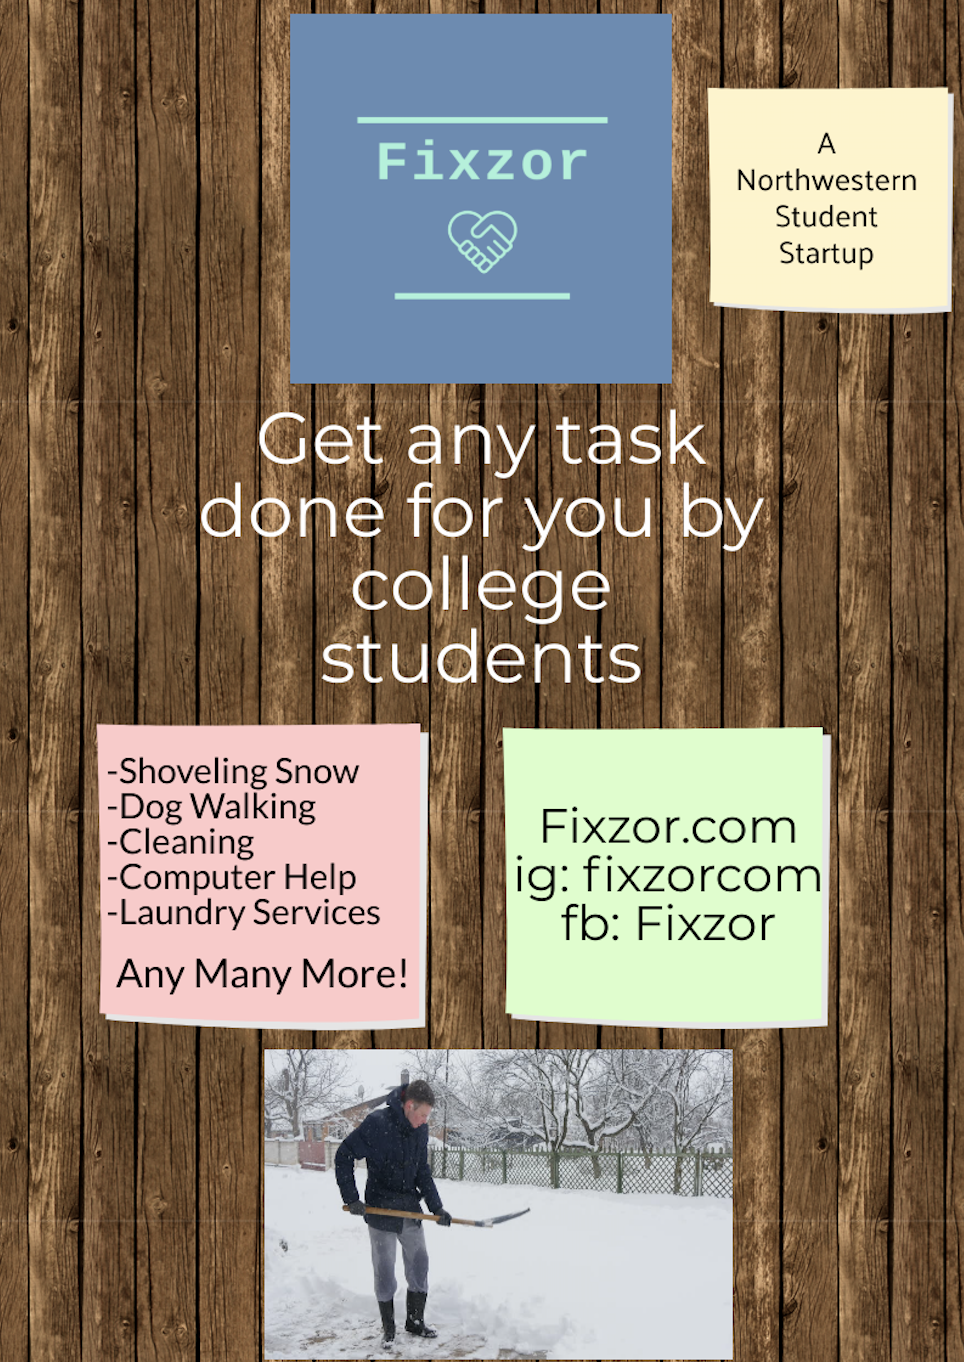 Fixzor
A
Northwestern
Student
Startup
Get any task
done for you by
college
students
-Shoveling Snow
-Dog Walking
-Cleaning
-Computer Help
-Laundry Services
Any Many More!
Fixzor.com
ig: fixzorcom
fb: Fixzor